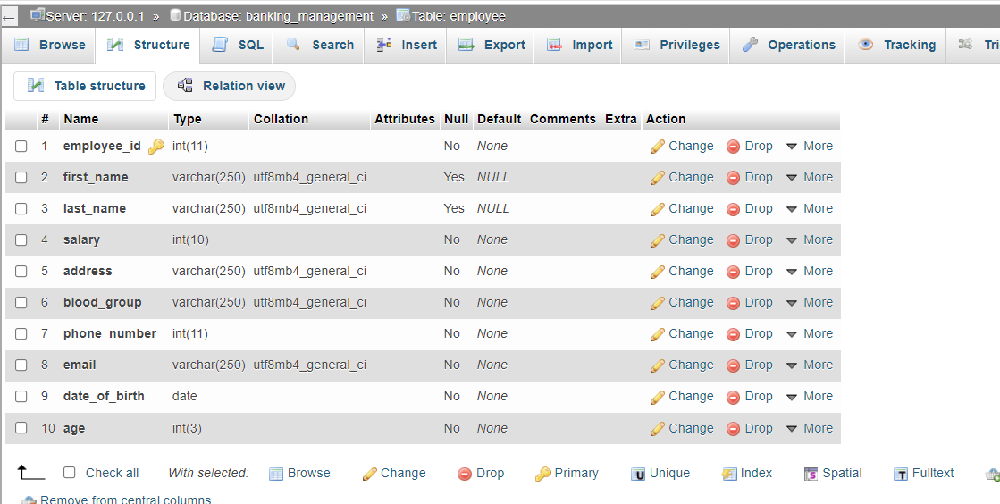 Server: 127.0.0.1 » Database: banking_management » Table: employee
Browse Structure SQL Search Insert Export Import Privileges Operations Tracking Tri
Table structure Relation view
# Name Type Collation Attributes Null Default Comments Extra Action
1 employee_id int(11) No None Change Drop More
2 first_name varchar(250) utf8mb4_general_ci Yes NULL Change Drop More
3 last_name varchar(250) utf8mb4_general_ci Yes NULL Change Drop More
4 salary int(10) No None Change Drop More
5 address varchar(250) utf8mb4_general_ci No None Change Drop More
6 blood_group varchar(250) utf8mb4_general_ci No None Change Drop More
7 phone_number int(11) No None Change Drop More
8 email varchar(250) utf8mb4_general_ci No None Change Drop More
9 date_of_birth date No None Change Drop More
10 age int(3) No None Change Drop More
Check all With selected: Browse Change Drop Primary Unique Index Spatial Fulltext
Remove from central columns